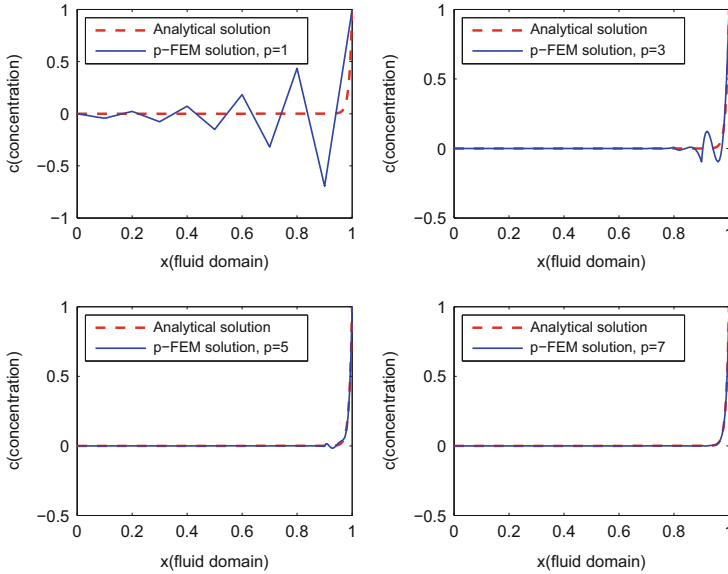 1
0.5
0
−0.5
−1
c(concentration)
Analytical solution
p−FEM solution, p=1
0 0.2 0.4 0.6 0.8 1
x(fluid domain)
1
0.5
0
−0.5
c(concentration)
Analytical solution
p−FEM solution, p=3
0 0.2 0.4 0.6 0.8 1
x(fluid domain)
1
0.5
0
−0.5
c(concentration)
Analytical solution
p−FEM solution, p=5
0 0.2 0.4 0.6 0.8 1
x(fluid domain)
1
0.5
0
−0.5
c(concentration)
Analytical solution
p−FEM solution, p=7
0 0.2 0.4 0.6 0.8 1
x(fluid domain)